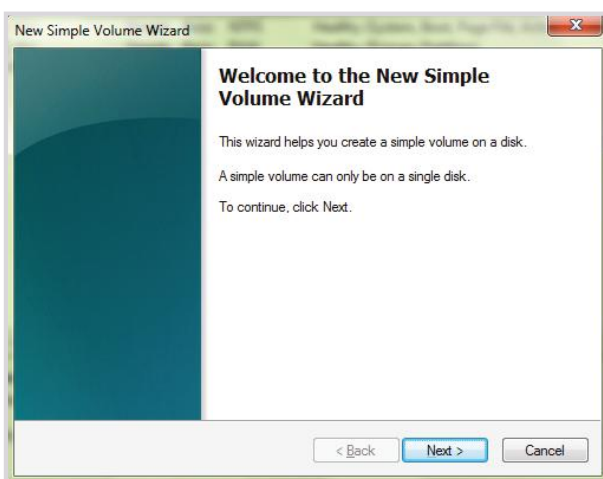 New Simple Volume Wizard
Welcome to the New Simple
Volume Wizard
This wizard helps you create a simple volume on a disk.
A simple volume can only be on a single disk.
To continue, click Next.
< Back
Next >
Cancel